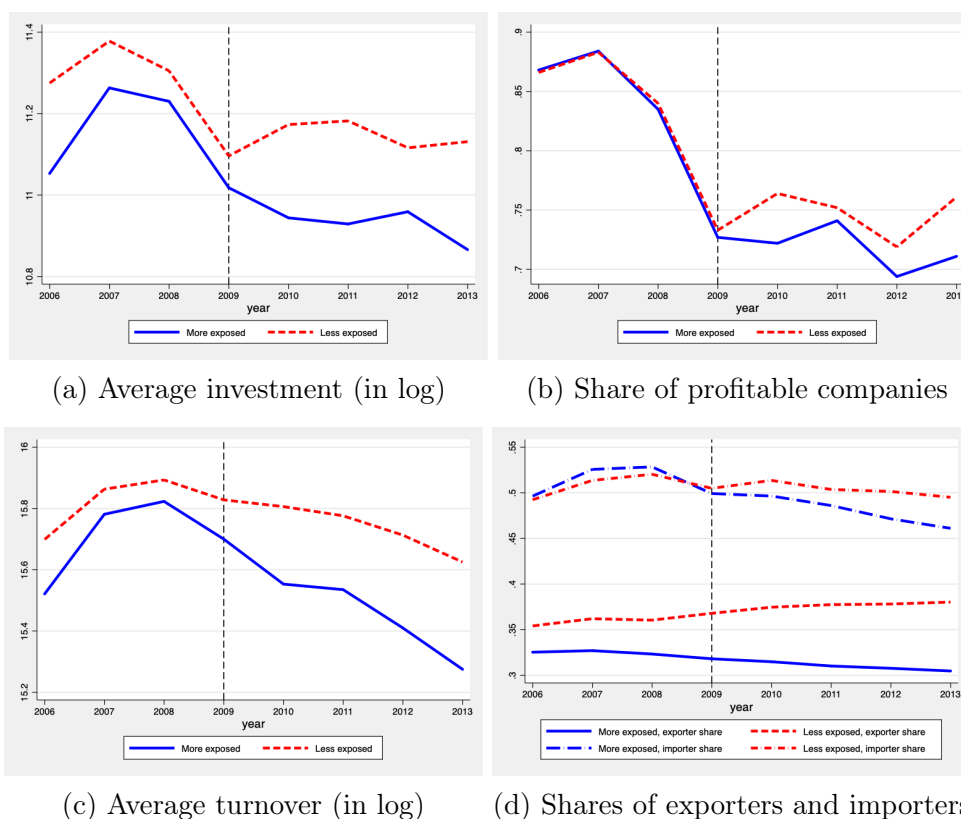 11.4
11.2
11
10.8
2006 2007 2008 2009 2010 2011 2012 2013
year
More exposed Less exposed
(a) Average investment (in log)
.9
.85
.8
.75
.7
2006 2007 2008 2009 2010 2011 2012 201
year
More exposed Less exposed
(b) Share of profitable companies
16
15.8
15.6
15.4
15.2
2006 2007 2008 2009 2010 2011 2012 2013
year
More exposed Less exposed
(c) Average turnover (in log)
.55
.5
.45
.4
.35
.3
2006 2007 2008 2009 2010 2011 2012 2013
year
More exposed, exporter share Less exposed, exporter share
More exposed, importer share Less exposed, importer share
(d) Shares of exporters and importers